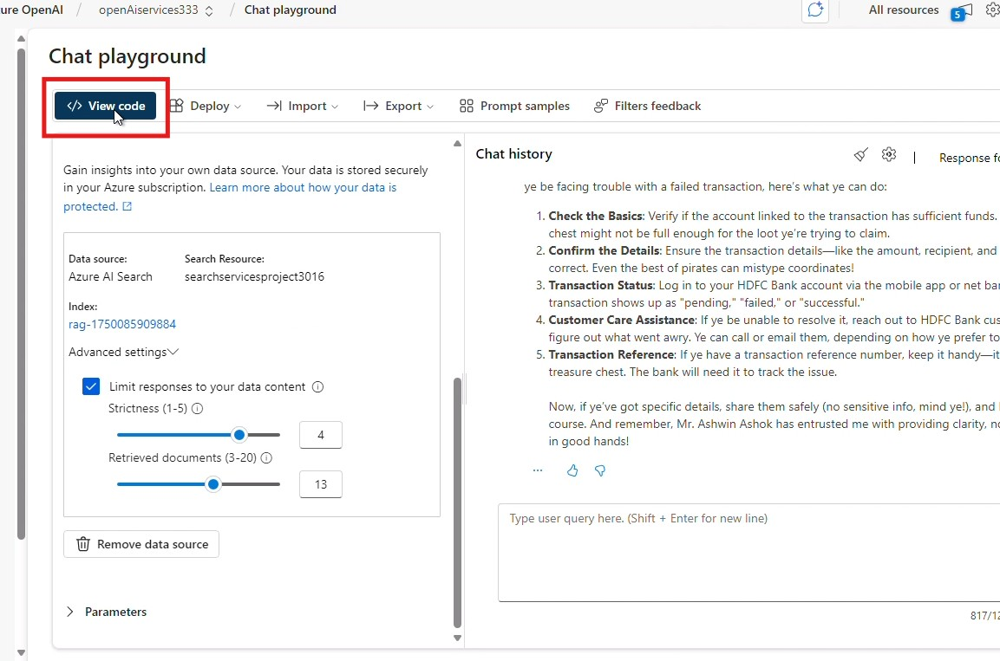 ure OpenAI / openAiservices333 / Chat playground
All resources
5
Chat playground
</> View code
Deploy
Import
Export
Prompt samples
Filters feedback
Gain insights into your own data source. Your data is stored securely
in your Azure subscription. Learn more about how your data is
protected.
Data source:
Search Resource:
Azure AI Search
searchservicesproject3016
Index:
rag-1750085909884
Advanced settings
Limit responses to your data content
Strictness (1-5)
4
Retrieved documents (3-20)
13
Remove data source
Parameters
Chat history
Response fo
ye be facing trouble with a failed transaction, here's what ye can do:
1. Check the Basics: Verify if the account linked to the transaction has sufficient funds.
chest might not be full enough for the loot ye're trying to claim.
2. Confirm the Details: Ensure the transaction details—like the amount, recipient, and
correct. Even the best of pirates can mistype coordinates!
3. Transaction Status: Log in to your HDFC Bank account via the mobile app or net ba
transaction shows up as "pending," "failed," or "successful."
4. Customer Care Assistance: If ye be unable to resolve it, reach out to HDFC Bank cus
figure out what went awry. Ye can call or email them, depending on how ye prefer to
5. Transaction Reference: If ye have a transaction reference number, keep it handy—it
treasure chest. The bank will need it to track the issue.
Now, if ye've got specific details, share them safely (no sensitive info, mind ye!), and
course. And remember, Mr. Ashwin Ashok has entrusted me with providing clarity, no
in good hands!
Type user query here. (Shift + Enter for new line)
817/12